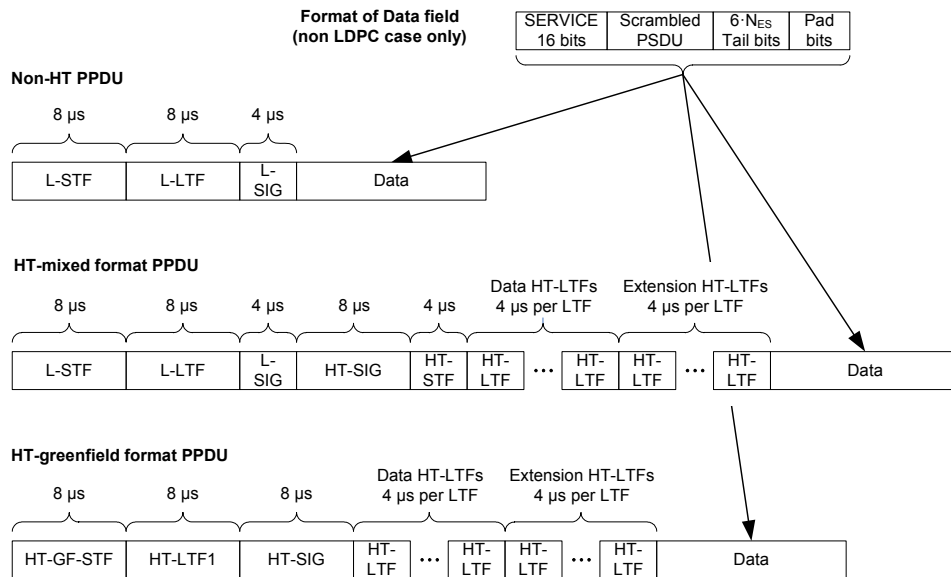 Format of Data field
(non LDPC case only)
SERVICE
16 bits
Scrambled
PSDU
6·NES
Tail bits
Pad
bits
Non-HT PPDU
8 µs
8 µs
4 µs
L-STF
L-LTF
L-
SIG
Data
HT-mixed format PPDU
8 µs
8 µs
4 µs
8 µs
4 µs
Data HT-LTFs
4 µs per LTF
Extension HT-LTFs
4 µs per LTF
L-STF
L-LTF
L-
SIG
HT-SIG
HT-
STF
HT-
LTF
...
HT-
LTF
HT-
LTF
...
HT-
LTF
Data
HT-greenfield format PPDU
8 µs
8 µs
8 µs
Data HT-LTFs
4 µs per LTF
Extension HT-LTFs
4 µs per LTF
HT-GF-STF
HT-LTF1
HT-SIG
HT-
LTF
...
HT-
LTF
HT-
LTF
...
HT-
LTF
Data